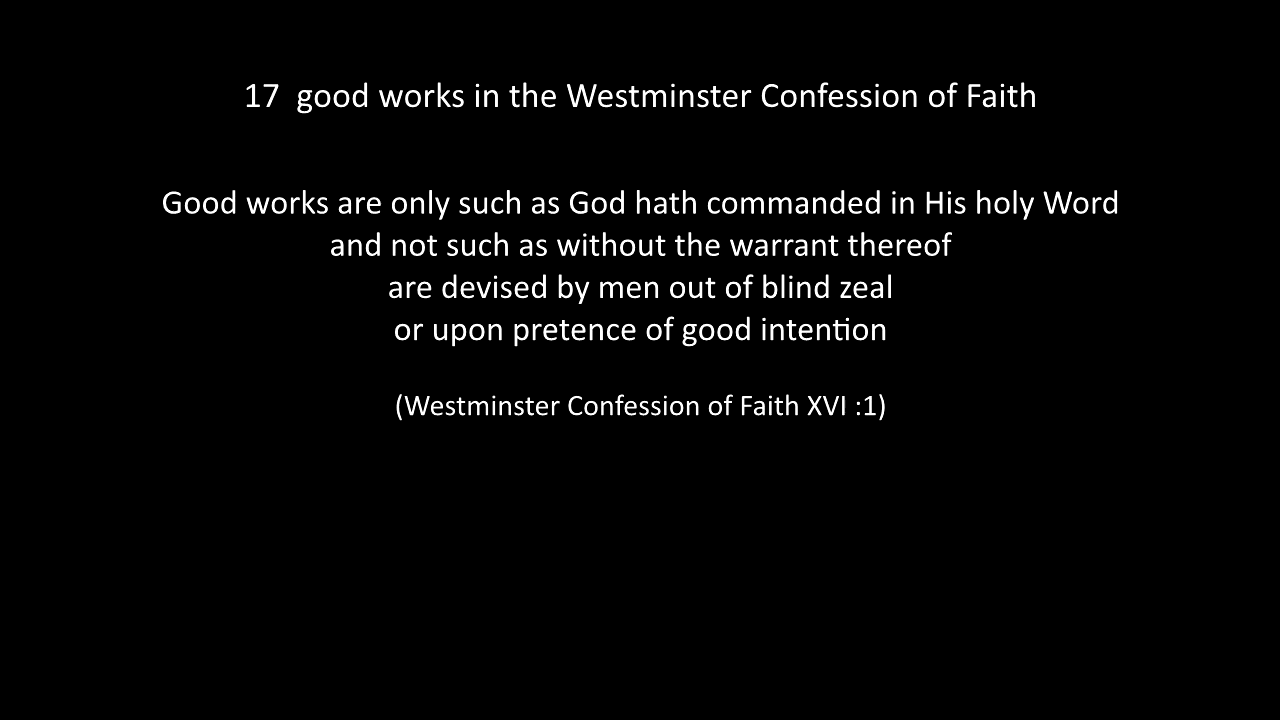 17  good works in the Westminster Confession of Faith
Good works are only such as God hath commanded in His holy Word
and not such as without the warrant thereof
are devised by men out of blind zeal
or upon pretence of good intention
(Westminster Confession of Faith XVI :1)